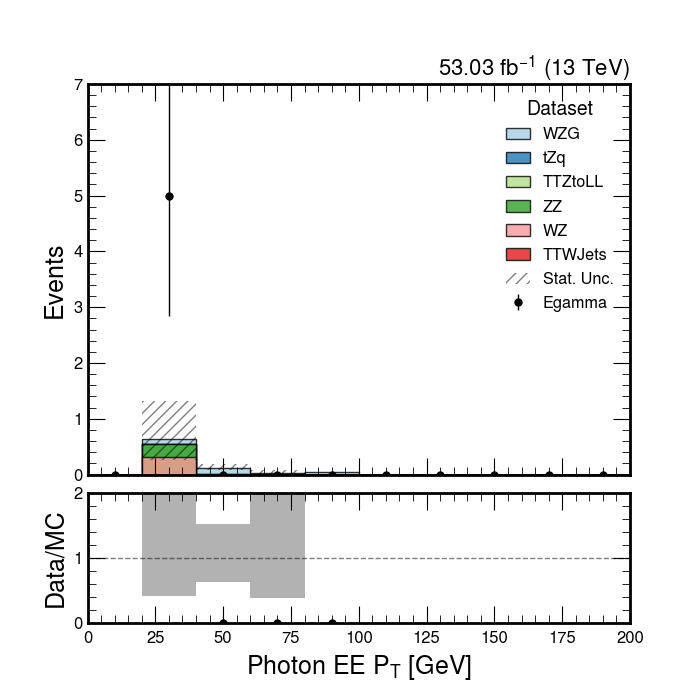 53.03 fb⁻¹ (13 TeV)
7
6
5
4
3
2
1
0
Events
Dataset
WZG
tZq
TTZtoLL
ZZ
WZ
TTWJets
Stat. Unc.
Egamma
2
1
0
Data/MC
0 25 50 75 100 125 150 175 200
Photon EE P_T [GeV]